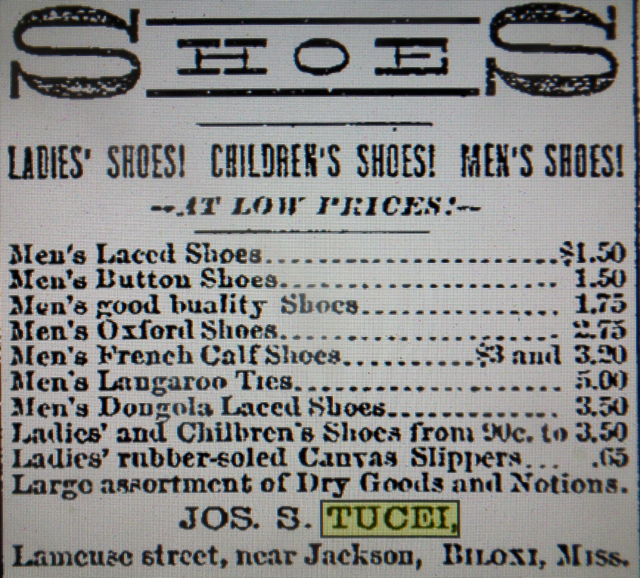 SHOES
LADIES' SHOES! CHILDREN'S SHOES! MEN'S SHOES!
--AT LOW PRICES!--
Men's Laced Shoes.......................$1.50
Men's Button Shoes...................... 1.50
Men's good buality Shoes................ 1.75
Men's Oxford Shoes...................... 2.75
Men's French Calf Shoes...........$3 and 3.20
Men's Langaroo Ties..................... 5.00
Men's Dongola Laced Shoes............... 3.50
Ladies' and Chilbren's Shoes from 90c. to 3.50
Ladies' rubber-soled Canvas Slippers... .65
Large assortment of Dry Goods and Notions.
JOS. S. TUCEI,
Lameuse street, near Jackson, BILOXI, MISS.